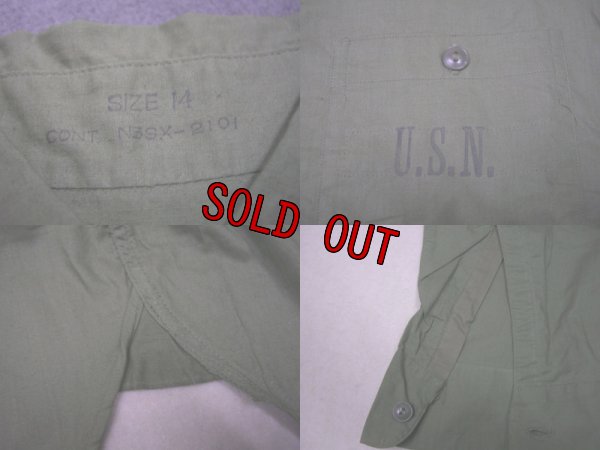 SIZE 14
CONT. N3SX-2101
U.S.N.
SOLD OUT